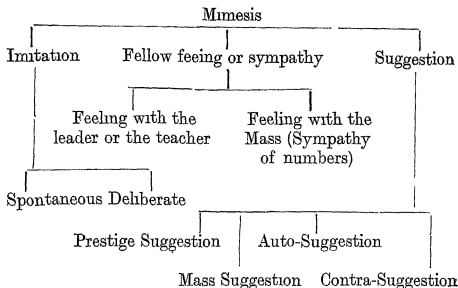 Mimesis
Imitation Fellow feeing or sympathy Suggestion
Feeling with the Feeling with the
leader or the teacher Mass (Sympathy
of numbers)
Spontaneous Deliberate
Prestige Suggestion Auto-Suggestion
Mass Suggestion Contra-Suggestion